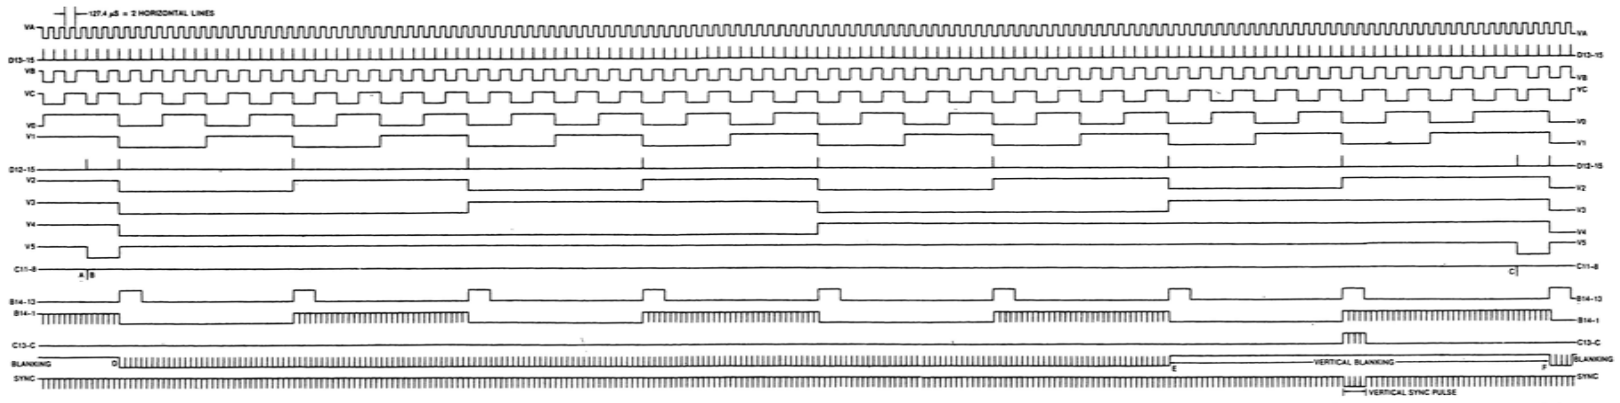 127.4 µS = 2 HORIZONTAL LINES
VA VA
D13-15 D13-15
VB VB
VC VC
V0 V0
V1 V1
D12-15 D12-15
V2 V2
V3 V3
V4 V4
V5 V5
C11-8 A B C C11-8
B14-13 B14-13
B14-1 B14-1
C13-C C13-C
BLANKING D E VERTICAL BLANKING F BLANKING
SYNC SYNC
VERTICAL SYNC PULSE